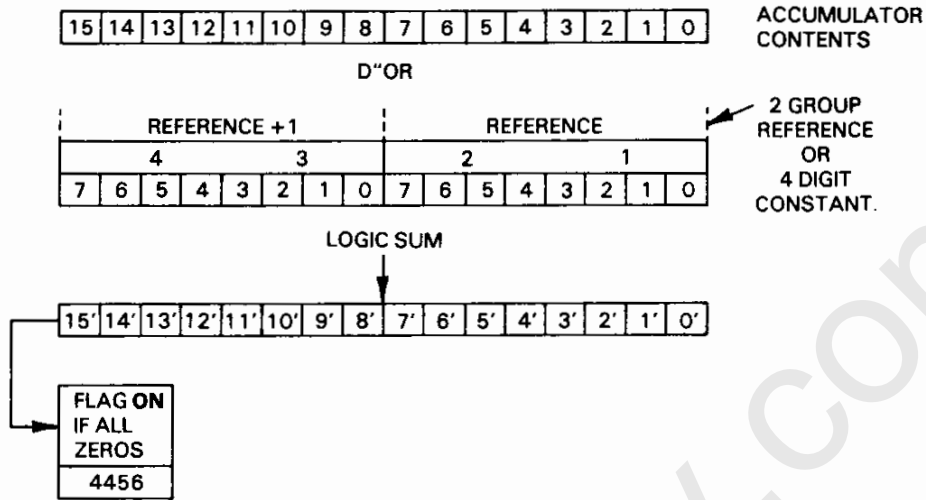 15 14 13 12 11 10 9 8 7 6 5 4 3 2 1 0
ACCUMULATOR
CONTENTS
D"OR
REFERENCE +1 REFERENCE
4 3 2 1
7 6 5 4 3 2 1 0 7 6 5 4 3 2 1 0
2 GROUP
REFERENCE
OR
4 DIGIT
CONSTANT.
LOGIC SUM
15' 14' 13' 12' 11' 10' 9' 8' 7' 6' 5' 4' 3' 2' 1' 0'
FLAG ON
IF ALL
ZEROS
4456